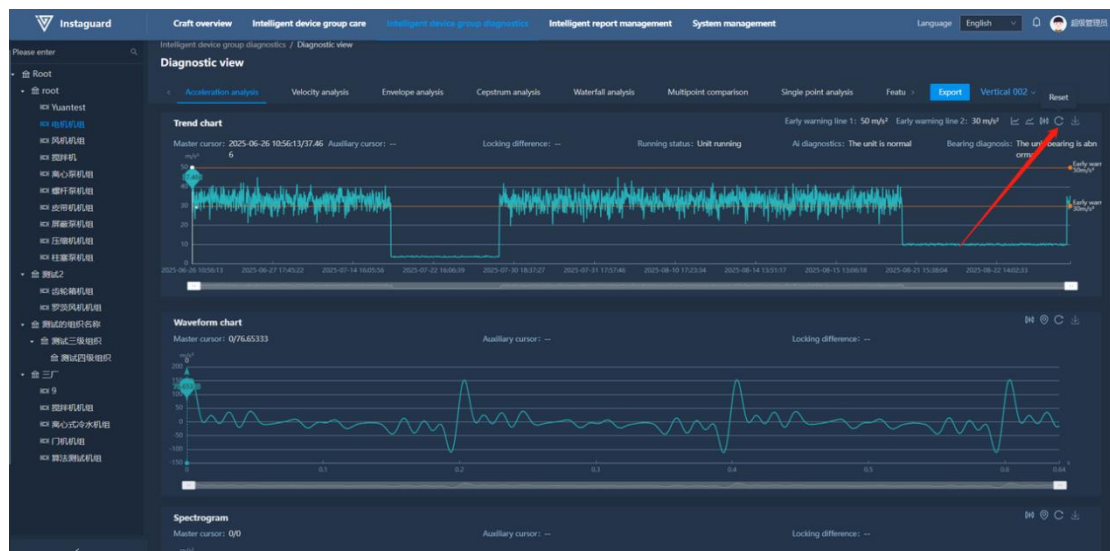 Instaguard
Craft overview
Intelligent device group care
Intelligent device group diagnostics
Intelligent report management
System management
Language
English
超级管理员
Please enter
Root
root
Yuantest
电机机组
风机机组
搅拌机
离心泵机组
螺杆泵机组
皮带机机组
屏蔽泵机组
压缩机机组
柱塞泵机组
测试2
齿轮箱机组
罗茨风机机组
测试的组织名称
测试三级组织
测试四级组织
三厂
9
搅拌机机组
离心式冷水机组
门机机组
算法测试机组
Intelligent device group diagnostics / Diagnostic view
Diagnostic view
Acceleration analysis
Velocity analysis
Envelope analysis
Cepstrum analysis
Waterfall analysis
Multipoint comparison
Single point analysis
Featu
Export
Vertical 002
Reset
Trend chart
Early warning line 1: 50 m/s² Early warning line 2: 30 m/s²
Master cursor: 2025-06-26 10:56:13/37.46
6
Auxiliary cursor: --
Locking difference: --
Running status: Unit running
Ai diagnostics: The unit is normal
Bearing diagnosis: The unit bearing is abn
orm
m/s²
50
40
30
20
10
0
Early warn
50m/s²
Early warn
30m/s²
2025-06-26 10:56:13
2025-06-27 17:45:22
2025-07-14 16:05:56
2025-07-22 16:06:39
2025-07-30 18:37:27
2025-07-31 17:57:46
2025-08-10 17:23:34
2025-08-14 13:51:17
2025-08-15 15:06:18
2025-08-21 15:38:04
2025-08-22 14:02:33
Waveform chart
Master cursor: 0/76.65333
Auxiliary cursor: --
Locking difference: --
m/s²
0
200
100
50
0
-50
-100
-150
0
0.1
0.2
0.3
0.4
0.5
0.6
0.64
s
Spectrogram
Master cursor: 0/0
Auxiliary cursor: --
Locking difference: --
m/s²